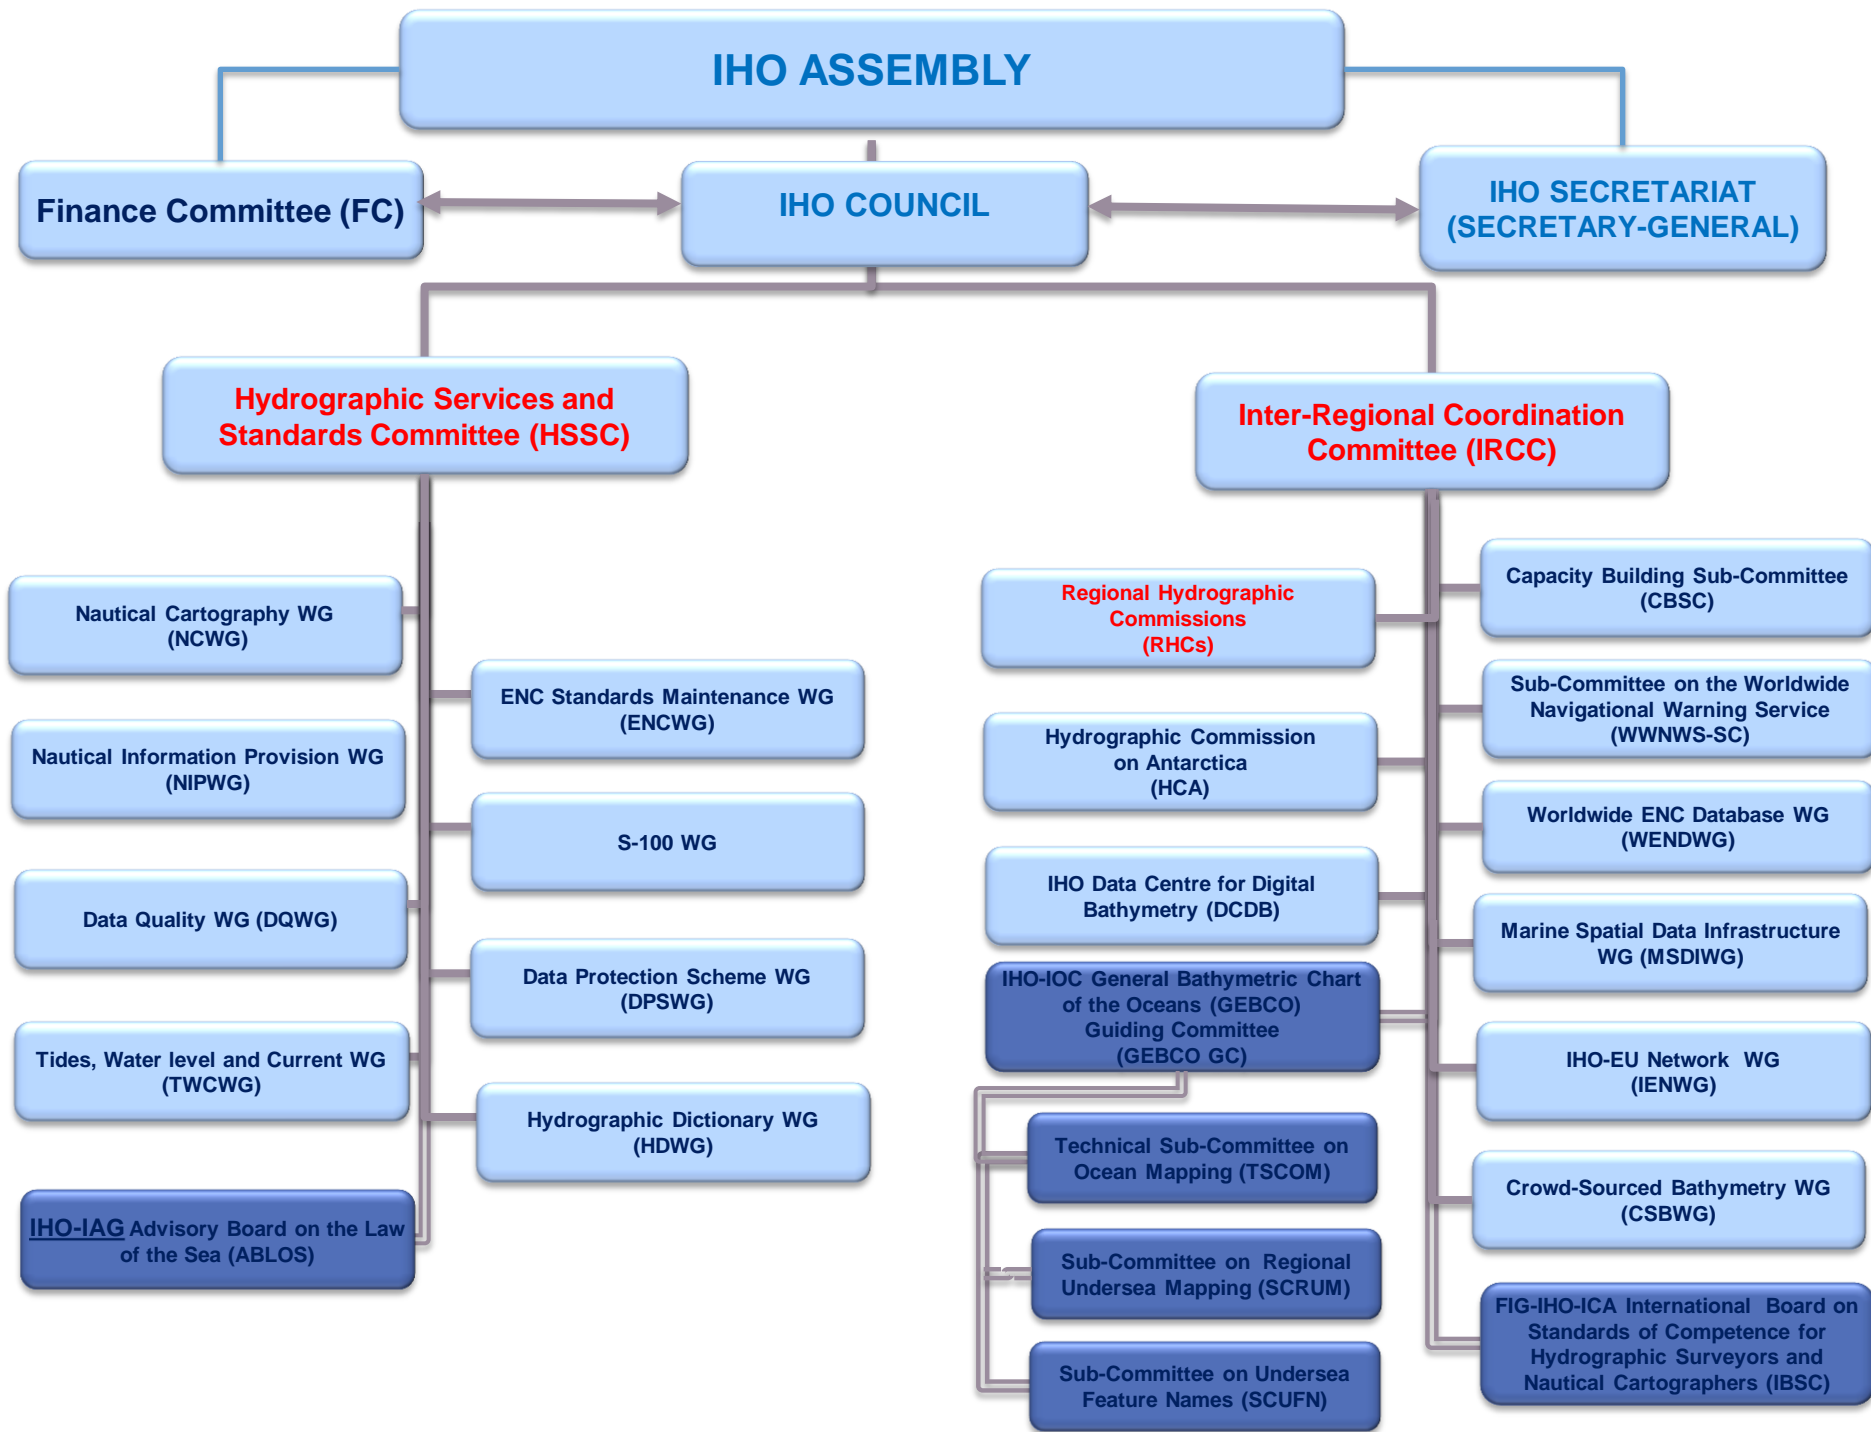 IHO ASSEMBLY
Finance Committee (FC)
IHO COUNCIL
IHO SECRETARIAT
(SECRETARY-GENERAL)
Hydrographic Services and
Standards Committee (HSSC)
Inter-Regional Coordination
Committee (IRCC)
Nautical Cartography WG
(NCWG)
Nautical Information Provision WG
(NIPWG)
Data Quality WG (DQWG)
Tides, Water level and Current WG
(TWCWG)
IHO-IAG Advisory Board on the Law
of the Sea (ABLOS)
ENC Standards Maintenance WG
(ENCWG)
S-100 WG
Data Protection Scheme WG
(DPSWG)
Hydrographic Dictionary WG
(HDWG)
Regional Hydrographic
Commissions
(RHCs)
Hydrographic Commission
on Antarctica
(HCA)
IHO Data Centre for Digital
Bathymetry (DCDB)
IHO-IOC General Bathymetric Chart
of the Oceans (GEBCO)
Guiding Committee
(GEBCO GC)
Technical Sub-Committee on
Ocean Mapping (TSCOM)
Sub-Committee on Regional
Undersea Mapping (SCRUM)
Sub-Committee on Undersea
Feature Names (SCUFN)
Capacity Building Sub-Committee
(CBSC)
Sub-Committee on the Worldwide
Navigational Warning Service
(WWNWS-SC)
Worldwide ENC Database WG
(WENDWG)
Marine Spatial Data Infrastructure
WG (MSDIWG)
IHO-EU Network WG
(IENWG)
Crowd-Sourced Bathymetry WG
(CSBWG)
FIG-IHO-ICA International Board on
Standards of Competence for
Hydrographic Surveyors and
Nautical Cartographers (IBSC)